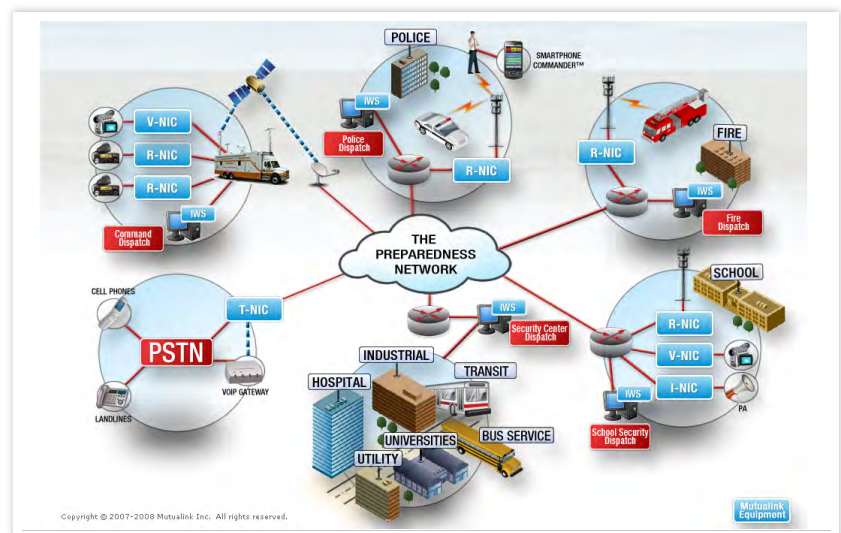 POLICE
SMARTPHONE
COMMANDER™
IWS
Police
Dispatch
R-NIC
V-NIC
R-NIC
R-NIC
IWS
Command
Dispatch
R-NIC
FIRE
IWS
Fire
Dispatch
THE
PREPAREDNESS
NETWORK
CELL PHONES
T-NIC
PSTN
LANDLINES
VOIP GATEWAY
IWS
Security Center
Dispatch
INDUSTRIAL
TRANSIT
HOSPITAL
UNIVERSITIES
BUS SERVICE
UTILITY
SCHOOL
R-NIC
V-NIC
I-NIC
PA
IWS
School Security
Dispatch
Copyright © 2007-2008 Mutualink Inc. All rights reserved.
Mutualink
Equipment